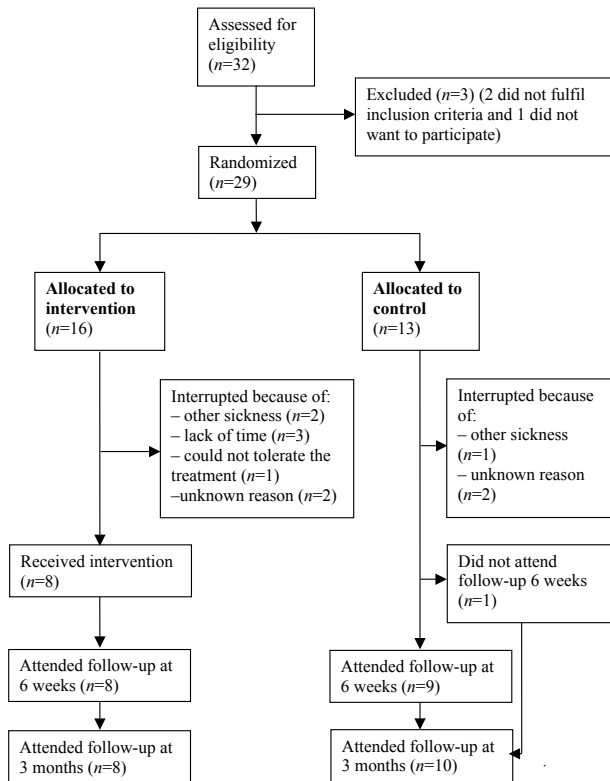 Assessed for
eligibility
(n=32)
Excluded (n=3) (2 did not fulfil
inclusion criteria and 1 did not
want to participate)
Randomized
(n=29)
Allocated to
intervention
(n=16)
Allocated to
control
(n=13)
Interrupted because of:
– other sickness (n=2)
– lack of time (n=3)
– could not tolerate the
treatment (n=1)
–unknown reason (n=2)
Interrupted because
of:
– other sickness
(n=1)
– unknown reason
(n=2)
Received intervention
(n=8)
Did not attend
follow-up 6 weeks
(n=1)
Attended follow-up at
6 weeks (n=8)
Attended follow-up at
6 weeks (n=9)
Attended follow-up at
3 months (n=8)
Attended follow-up at
3 months (n=10)